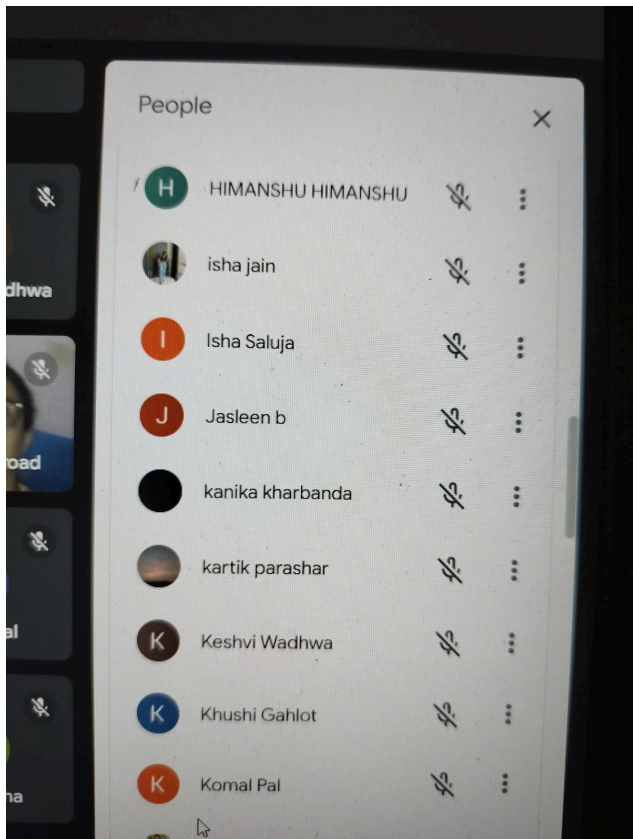 People
H HIMANSHU HIMANSHU
isha jain
I Isha Saluja
J Jasleen b
kanika kharbanda
kartik parashar
K Keshvi Wadhwa
K Khushi Gahlot
K Komal Pal
dhwa
oad
al
na